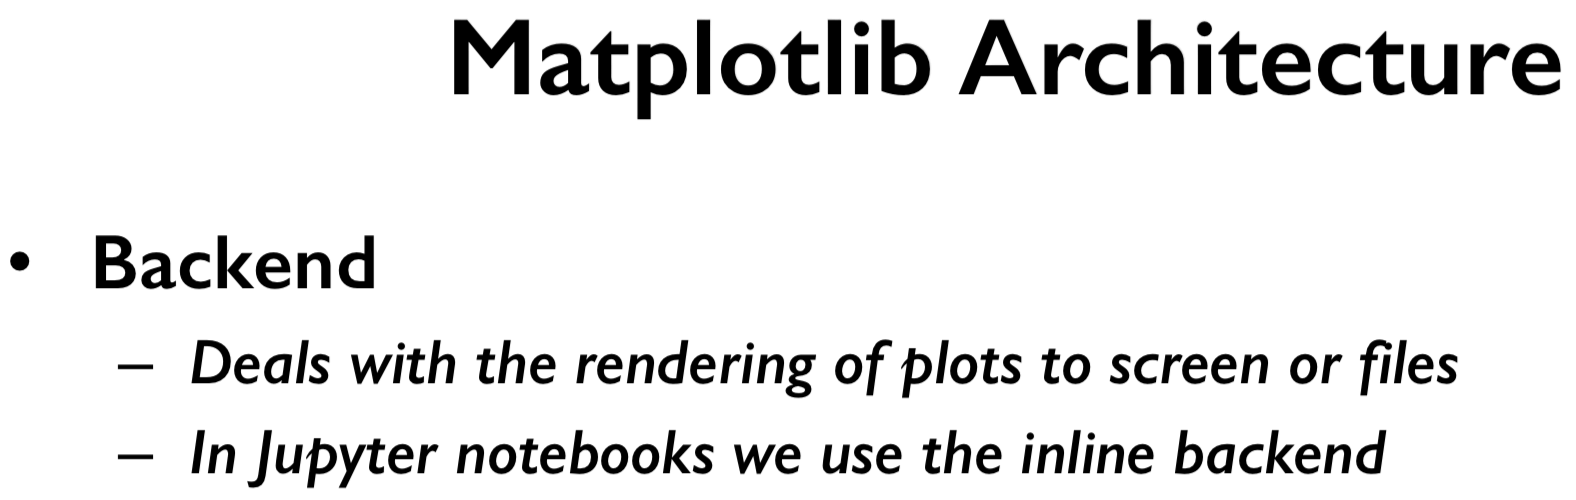 Matplotlib Architecture
• Backend
– Deals with the rendering of plots to screen or files
– In Jupyter notebooks we use the inline backend